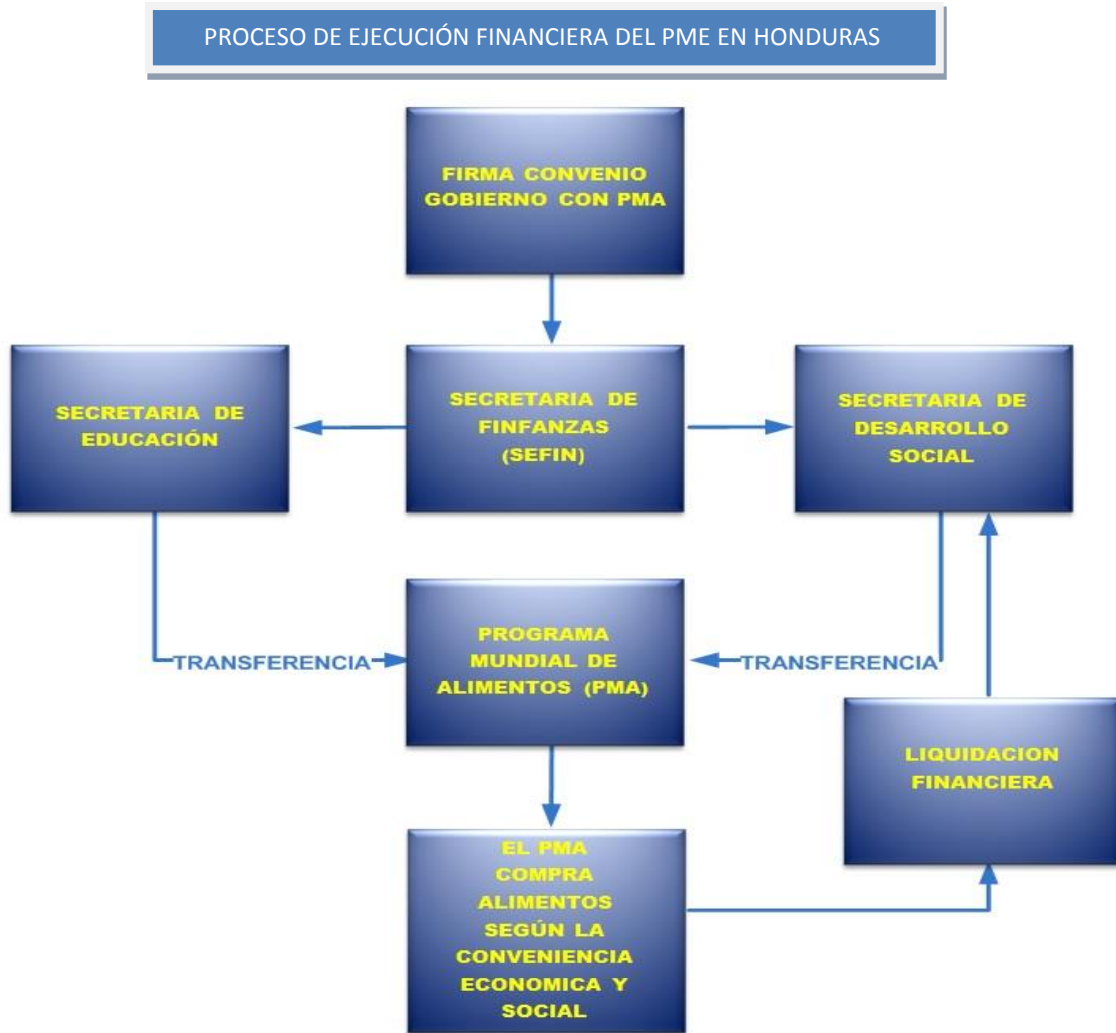 PROCESO DE EJECUCIÓN FINANCIERA DEL PME EN HONDURAS
FIRMA CONVENIO
GOBIERNO CON PMA
SECRETARIA DE
EDUCACIÓN
SECRETARIA DE
FINFANZAS
(SEFIN)
SECRETARIA DE
DESARROLLO
SOCIAL
TRANSFERENCIA
PROGRAMA
MUNDIAL DE
ALIMENTOS (PMA)
TRANSFERENCIA
LIQUIDACION
FINANCIERA
EL PMA
COMPRA
ALIMENTOS
SEGÚN LA
CONVENIENCIA
ECONOMICA Y
SOCIAL